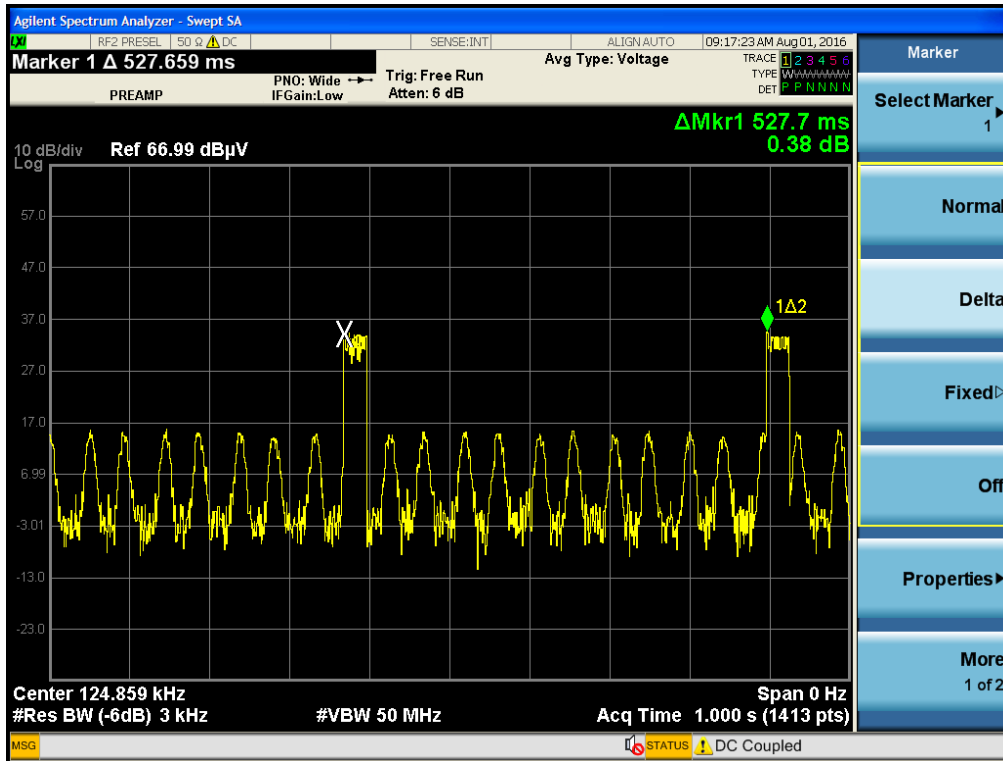 Agilent Spectrum Analyzer - Swept SA
LXI RF2 PRESEL 50 Ω DC SENSE:INT ALIGN AUTO 09:17:23 AM Aug 01, 2016
Marker 1 Δ 527.659 ms
PREAMP
PNO: Wide
IFGain:Low
Trig: Free Run
Atten: 6 dB
Avg Type: Voltage
TRACE 1 2 3 4 5 6
TYPE WWWWWW
DET P P N N N N
ΔMkr1 527.7 ms
0.38 dB
10 dB/div Ref 66.99 dBµV
Log
57.0
47.0
37.0
27.0
17.0
6.99
-3.01
-13.0
-23.0
1Δ2
Center 124.859 kHz Span 0 Hz
#Res BW (-6dB) 3 kHz #VBW 50 MHz Acq Time 1.000 s (1413 pts)
MSG STATUS DC Coupled
Marker
Select Marker
1
Normal
Delta
Fixed
Off
Properties
More
1 of 2